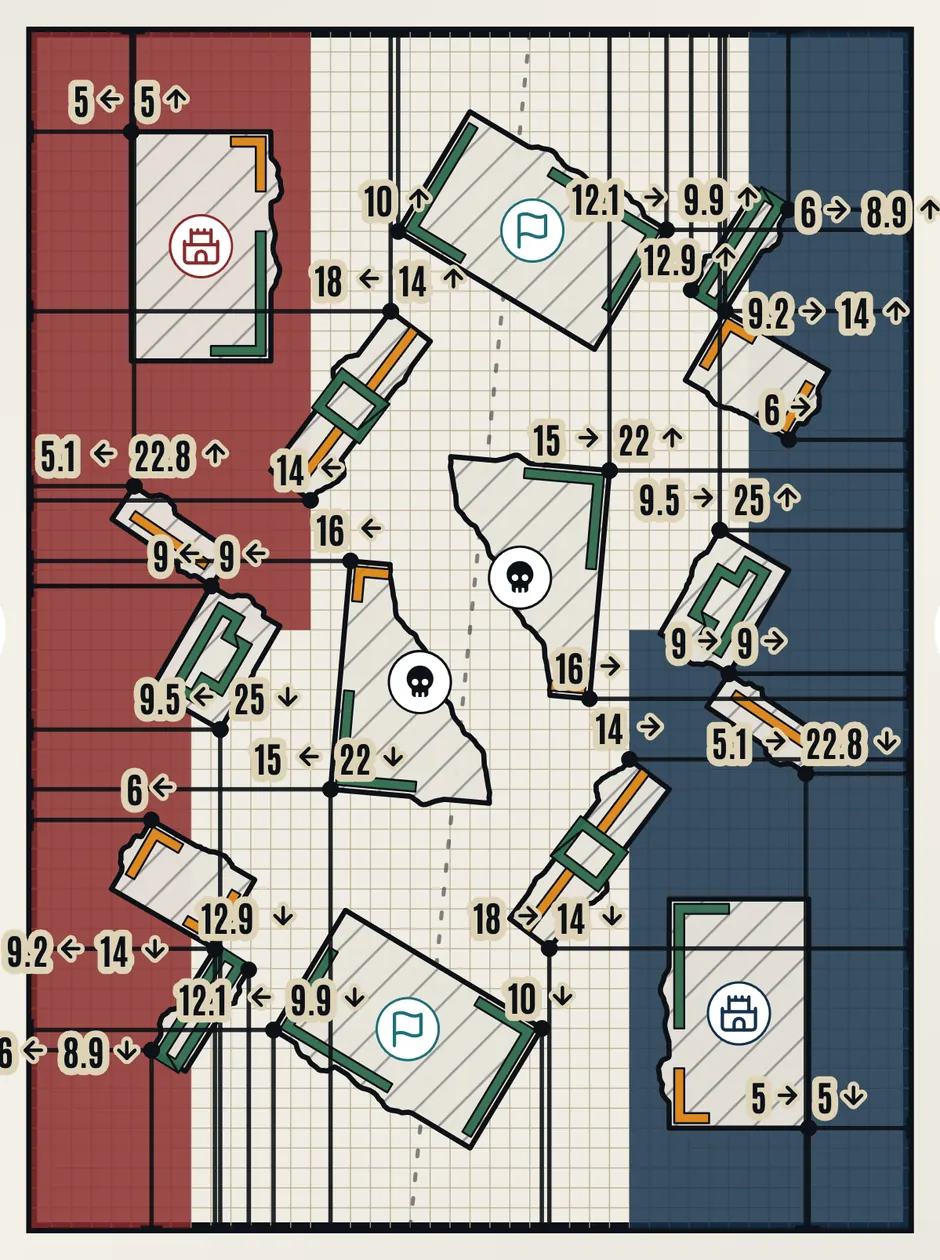 5 ← 5 ↑
10 ↑
12.1 → 9.9 ↑
6 → 8.9 ↑
12.9 ↑
18 ← 14 ↑
9.2 → 14 ↑
6 →
15 → 22 ↑
5.1 ← 22.8 ↑
14 ←
9.5 → 25 ↑
16 ←
9 ← 9 ←
9 → 9 →
16 →
9.5 ← 25 ↓
14 →
5.1 → 22.8 ↓
15 ← 22 ↓
6 ←
12.9 ↓
18 → 14 ↓
9.2 ← 14 ↓
12.1 ← 9.9 ↓
10 ↓
6 ← 8.9 ↓
5 → 5 ↓